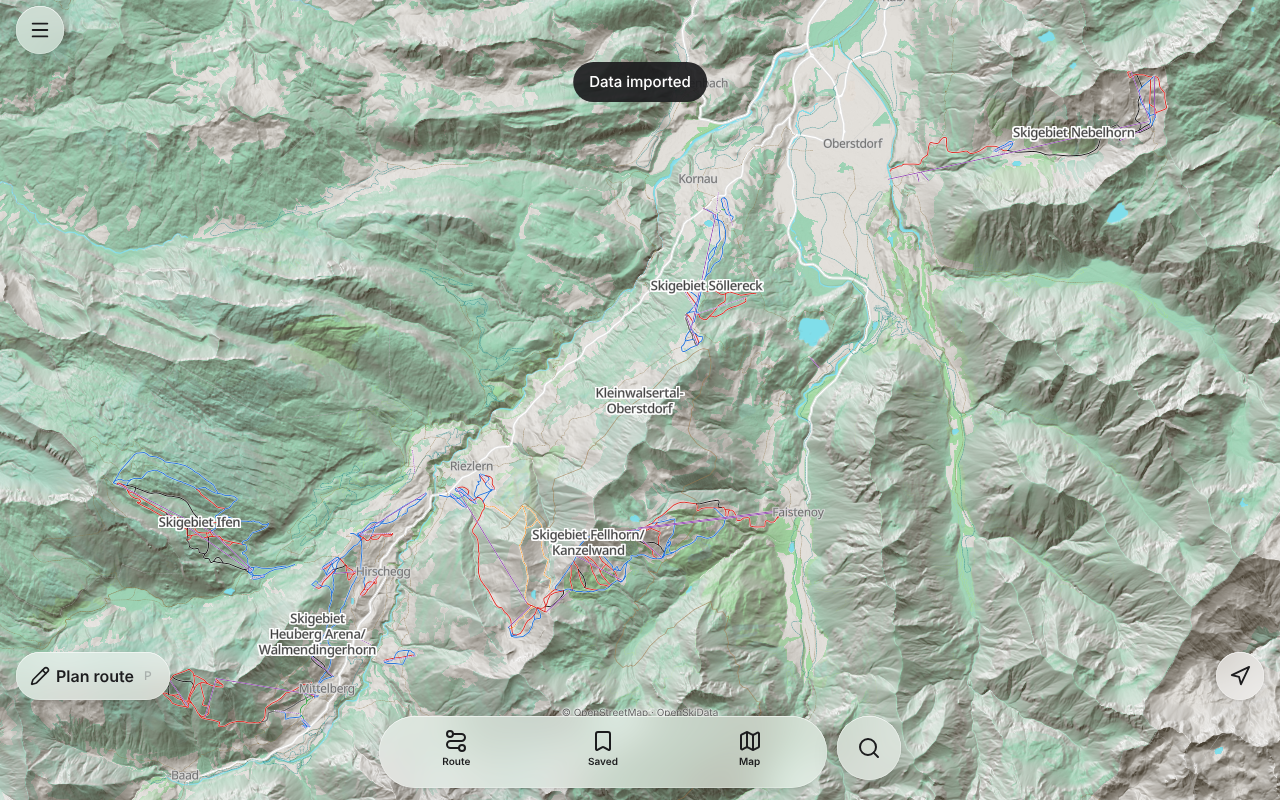 Data imported
Skigebiet Nebelhorn
Oberstdorf
Kornau
Skigebiet Söllereck
Kleinwalsertal-
Oberstdorf
Riezlern
Faistenoy
Skigebiet Ifen
Skigebiet Fellhorn/
Kanzelwand
Hirschegg
Skigebiet
Heuberg Arena/
Walmendingerhorn
Plan route P
Mittelberg
© OpenStreetMap · OpenSkiData
Route
Saved
Map
Baad